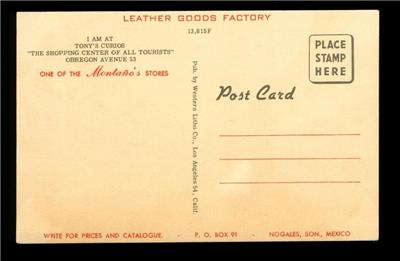 LEATHER GOODS FACTORY
13,815F
I AM AT
TONY'S CURIOS
"THE SHOPPING CENTER OF ALL TOURISTS"
OBREGON AVENUE 53
ONE OF THE Montaño's STORES
PLACE
STAMP
HERE
Post Card
Pub. by Western Litho Co., Los Angeles 54, Calif.
WRITE FOR PRICES AND CATALOGUE. - P. O. BOX 91 - NOGALES, SON., MEXICO